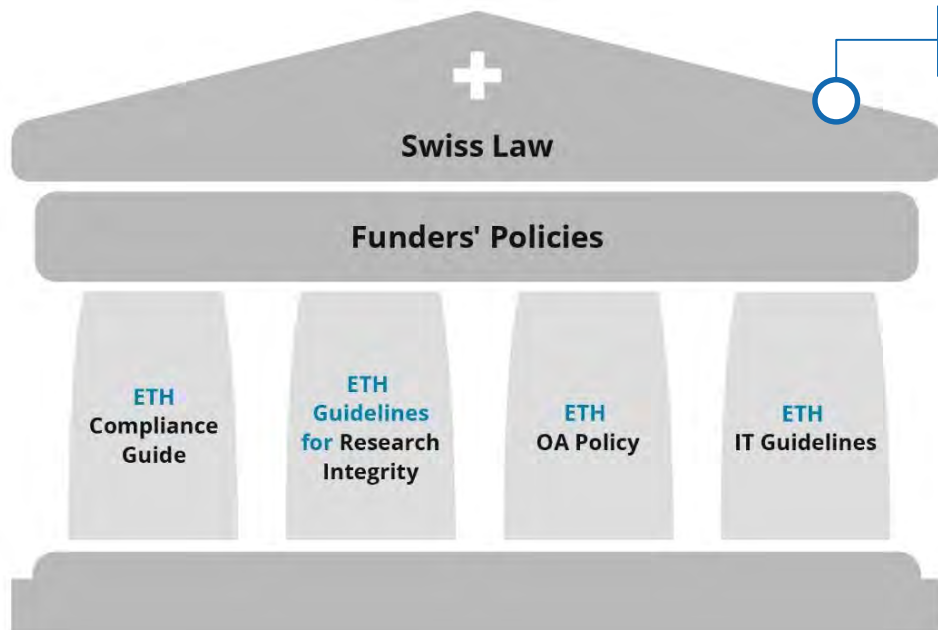 Swiss Law
Funders' Policies
ETH
Compliance
Guide
ETH
Guidelines
for Research
Integrity
ETH
OA Policy
ETH
IT Guidelines